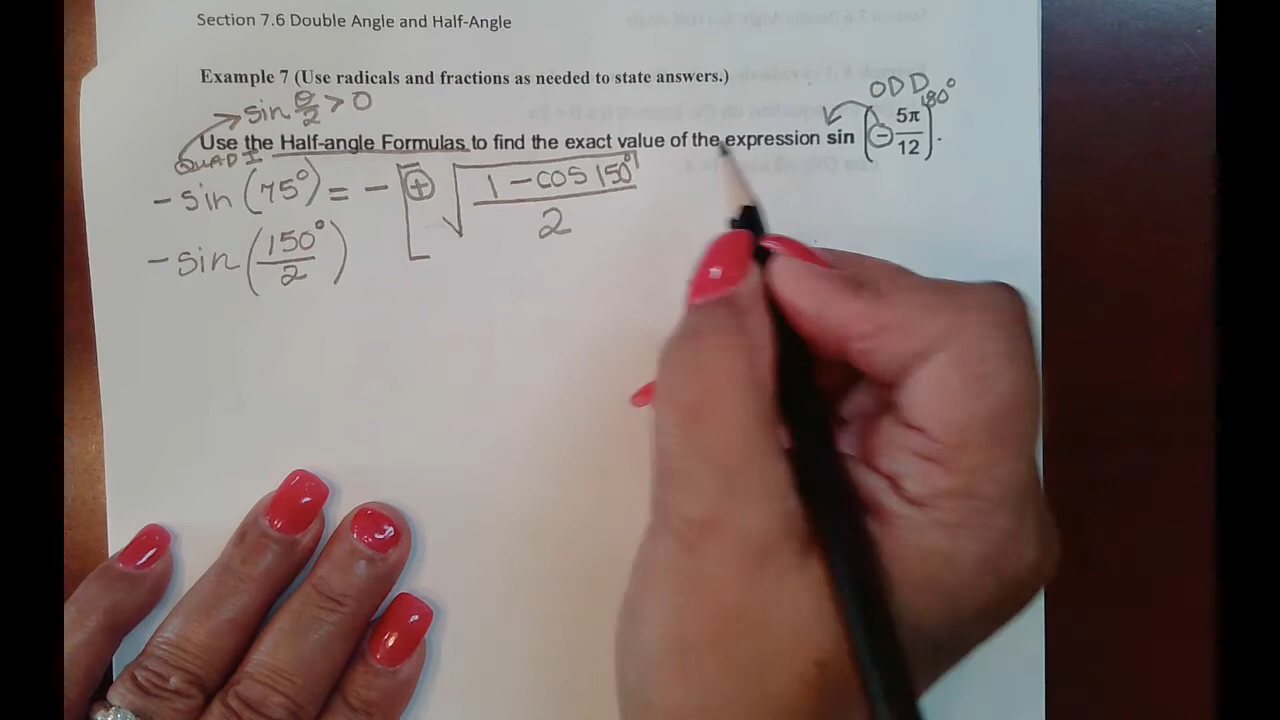 Section 7.6 Double Angle and Half-Angle
Example 7 (Use radicals and fractions as needed to state answers.)
ODD
180°
sin θ/2 > 0
Use the Half-angle Formulas to find the exact value of the expression sin (− 5π/12).
QUAD I
−sin(75°) = − [+ √((1 − cos 150°)/2)
−sin(150°/2)